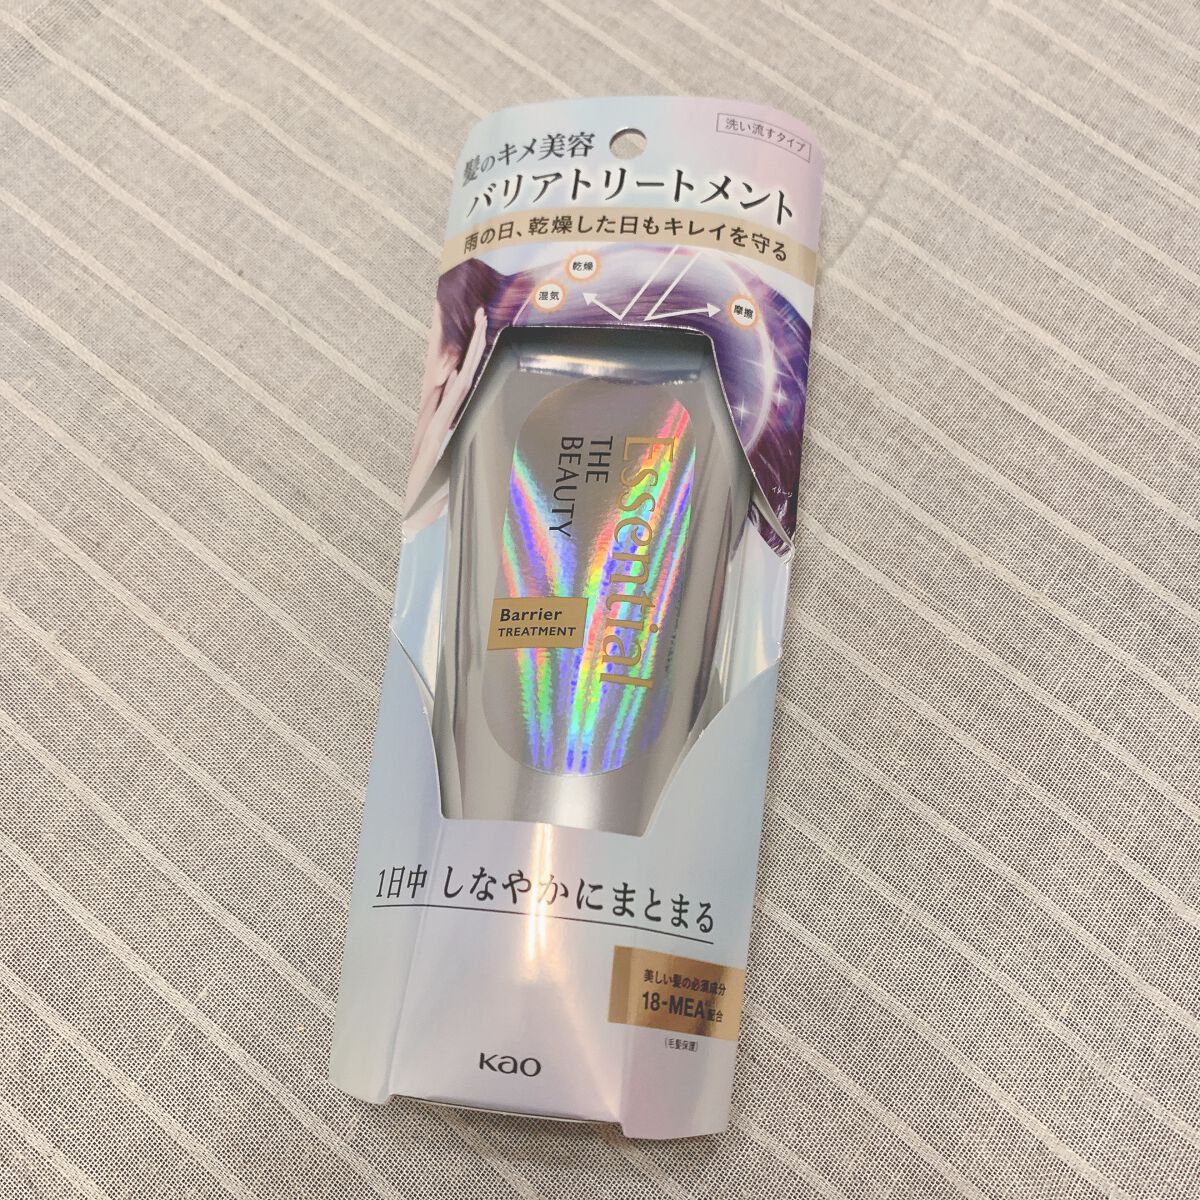 洗い流すタイプ
髪のキメ美容
バリアトリートメント
雨の日、乾燥した日もキレイを守る
乾燥
湿気
摩擦
イメージ
Essential
THE
BEAUTY
Barrier
TREATMENT
1日中 しなやかにまとまる
美しい髪の必須成分
18-MEA配合
(毛髪保護)
Kao